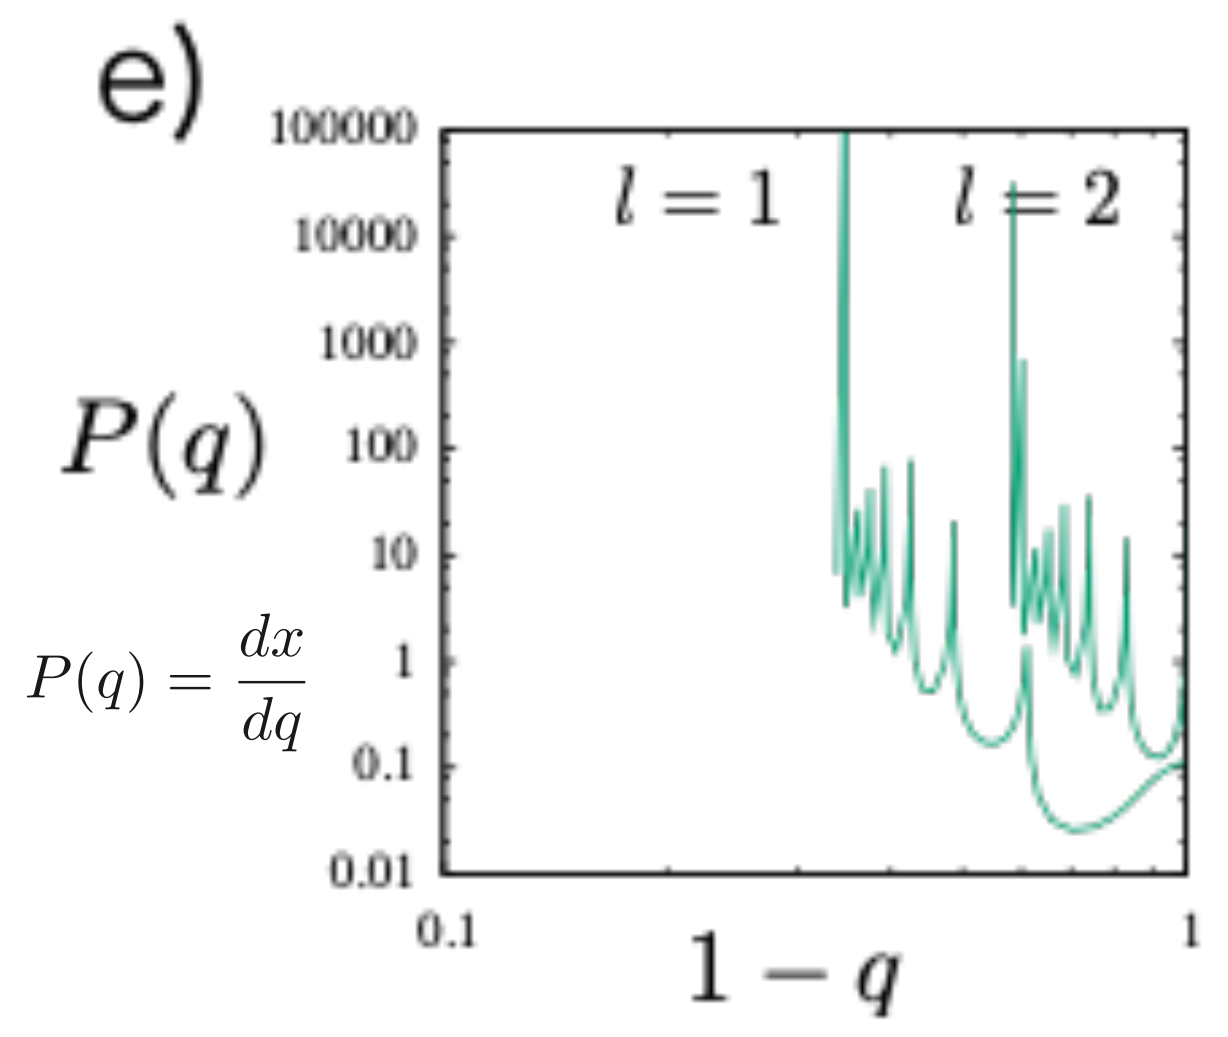 e)
100000
l = 1 l = 2
10000
1000
P(q)
100
10
1
P(q) = dx/dq
0.1
0.01
0.1 1
1 − q